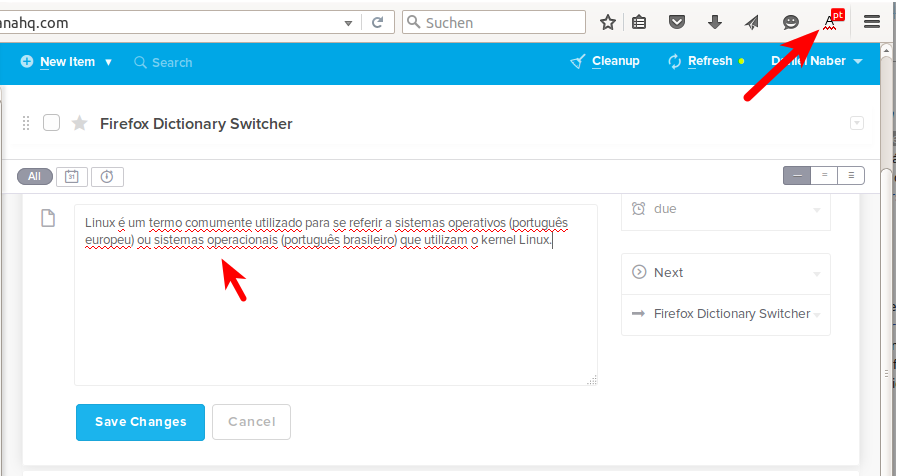 anahq.com
Suchen
A pt
New Item
Search
Cleanup
Refresh
Daniel Naber
Firefox Dictionary Switcher
All
31
Linux é um termo comumente utilizado para se referir a sistemas operativos (português
europeu) ou sistemas operacionais (português brasileiro) que utilizam o kernel Linux.
due
Next
Firefox Dictionary Switcher
Save Changes
Cancel